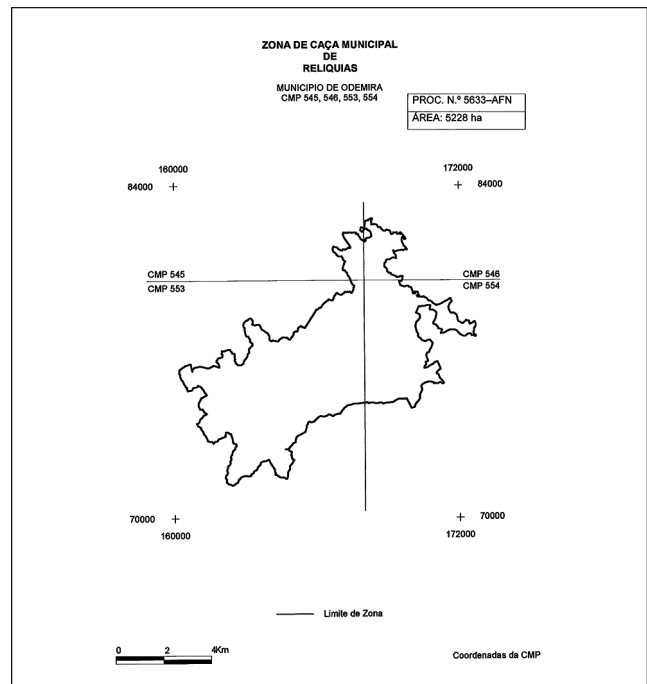 ZONA DE CAÇA MUNICIPAL
DE
RELIQUIAS
MUNICIPIO DE ODEMIRA
CMP 545, 546, 553, 554
PROC. N.º 5633–AFN
ÁREA: 5228 ha
160000
172000
84000
84000
CMP 545
CMP 546
CMP 553
CMP 554
70000
70000
160000
172000
Limite de Zona
0 2 4Km
Coordenadas da CMP